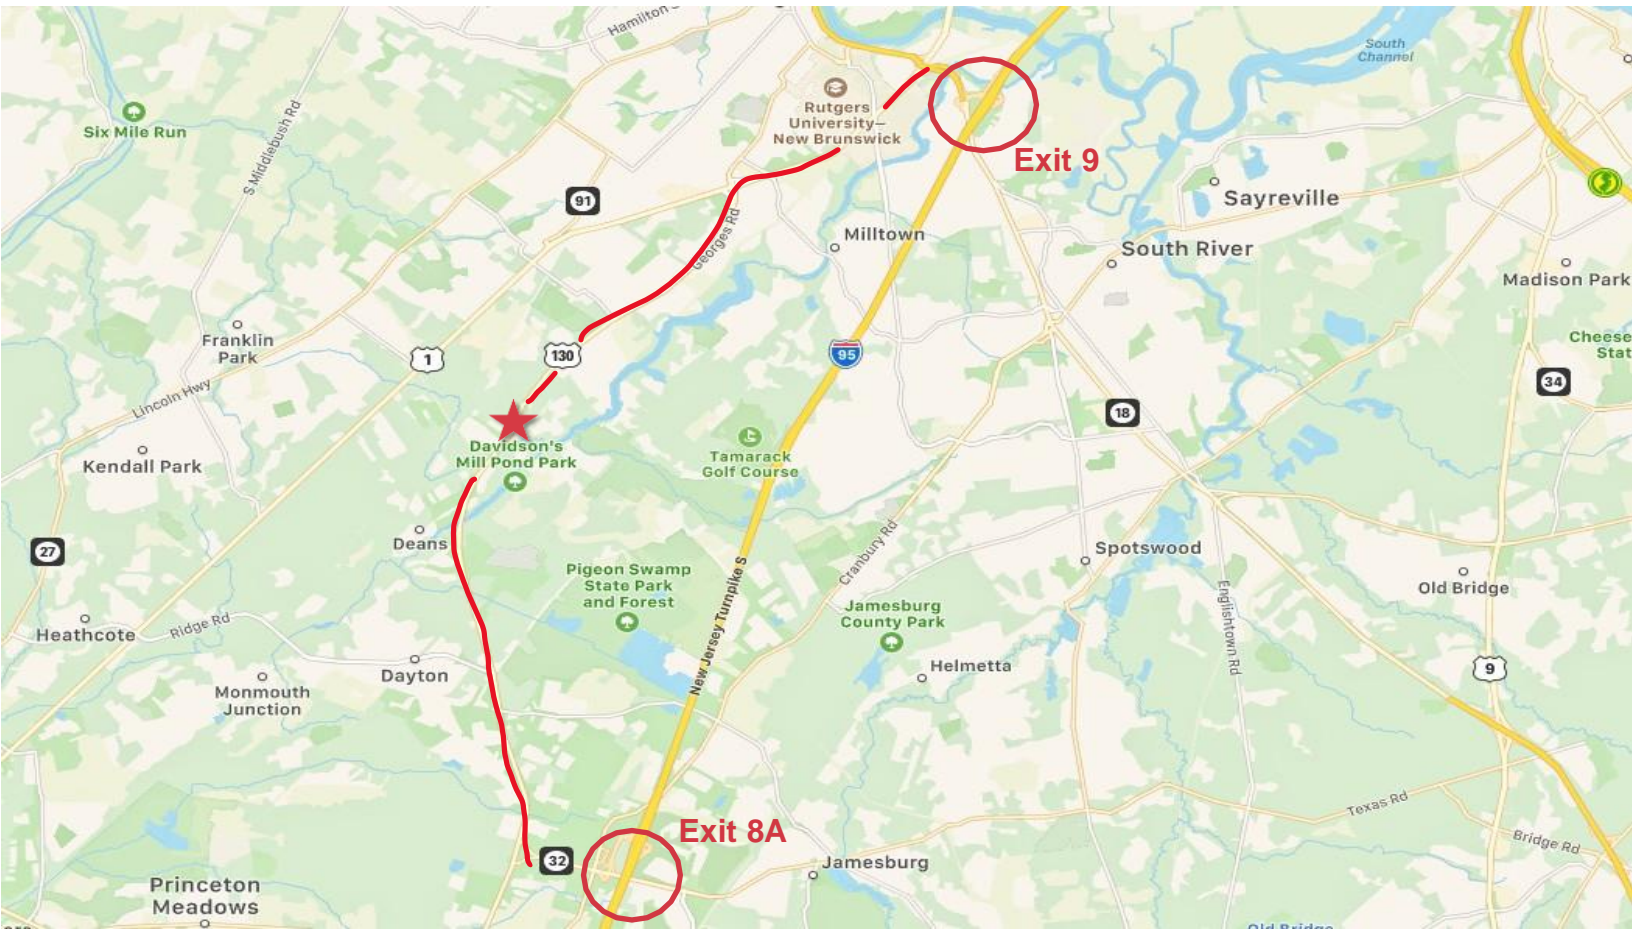 Hamilton S
South
Channel
Six Mile Run
S Middlebush Rd
Rutgers
University–
New Brunswick
Exit 9
91
Sayreville
Georges Rd
Milltown
South River
Madison Park
Franklin
Park
1
130
95
Cheese
Stat
34
Lincoln Hwy
18
Kendall Park
Davidson's
Mill Pond Park
Tamarack
Golf Course
27
Deans
Cranbury Rd
Spotswood
Pigeon Swamp
State Park
and Forest
New Jersey Turnpike S
Old Bridge
Englishtown Rd
Jamesburg
County Park
Heathcote
Ridge Rd
Dayton
Helmetta
9
Monmouth
Junction
Texas Rd
Exit 8A
Bridge Rd
32
Jamesburg
Princeton
Meadows
Old Bridge